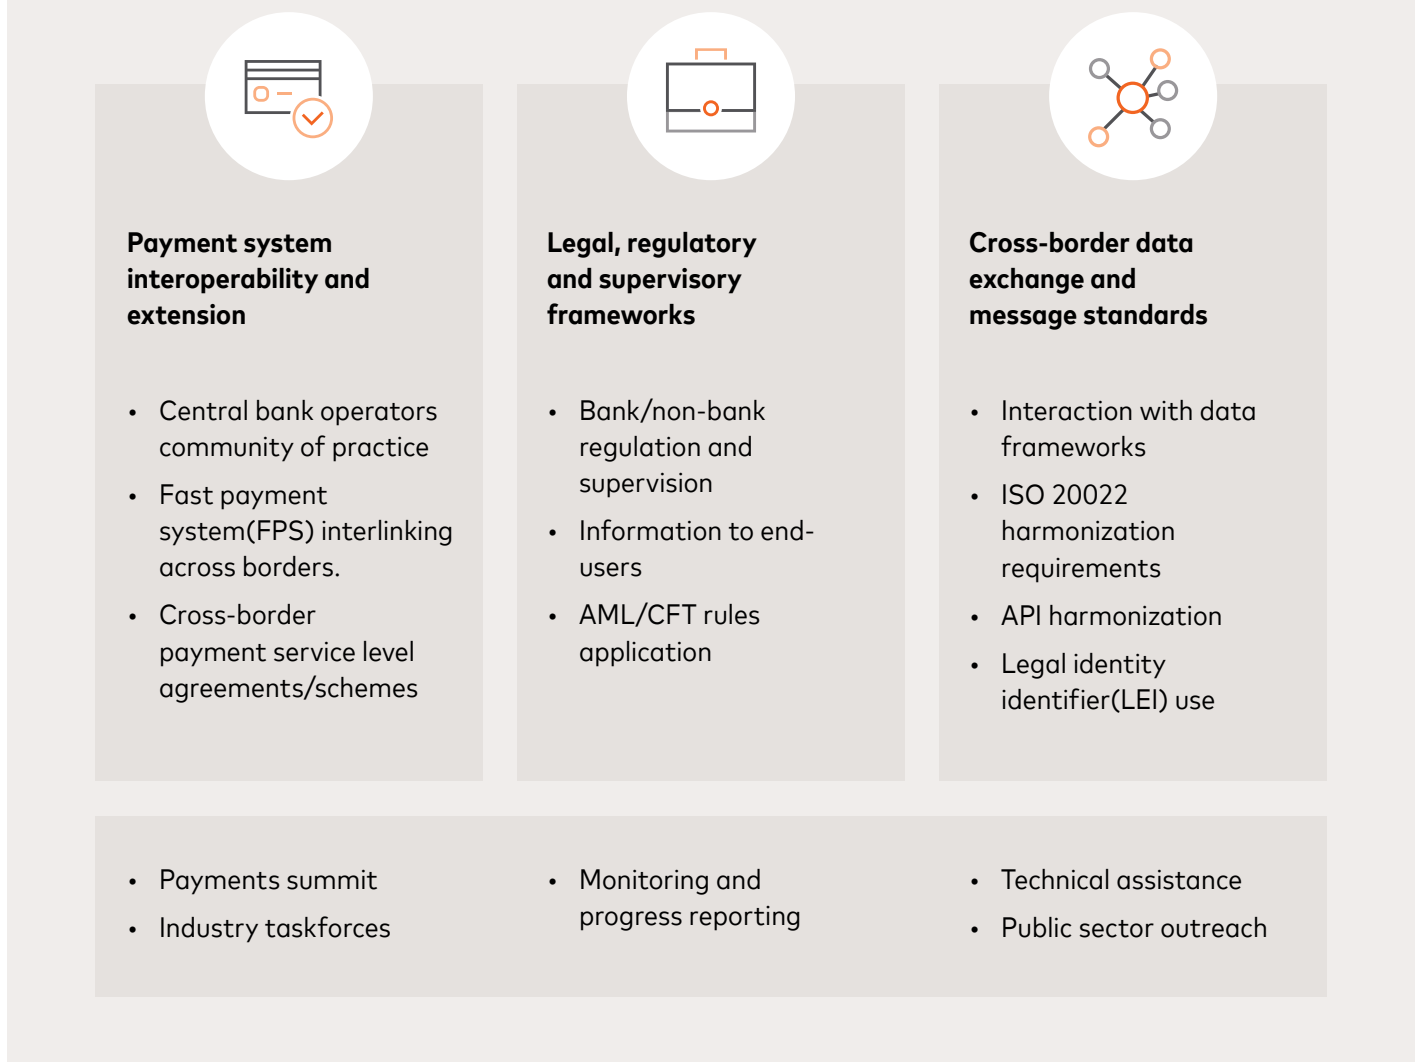 Payment system
interoperability and
extension
• Central bank operators
community of practice
• Fast payment
system(FPS) interlinking
across borders.
• Cross-border
payment service level
agreements/schemes
Legal, regulatory
and supervisory
frameworks
• Bank/non-bank
regulation and
supervision
• Information to end-
users
• AML/CFT rules
application
Cross-border data
exchange and
message standards
• Interaction with data
frameworks
• ISO 20022
harmonization
requirements
• API harmonization
• Legal identity
identifier(LEI) use
• Payments summit
• Industry taskforces
• Monitoring and
progress reporting
• Technical assistance
• Public sector outreach